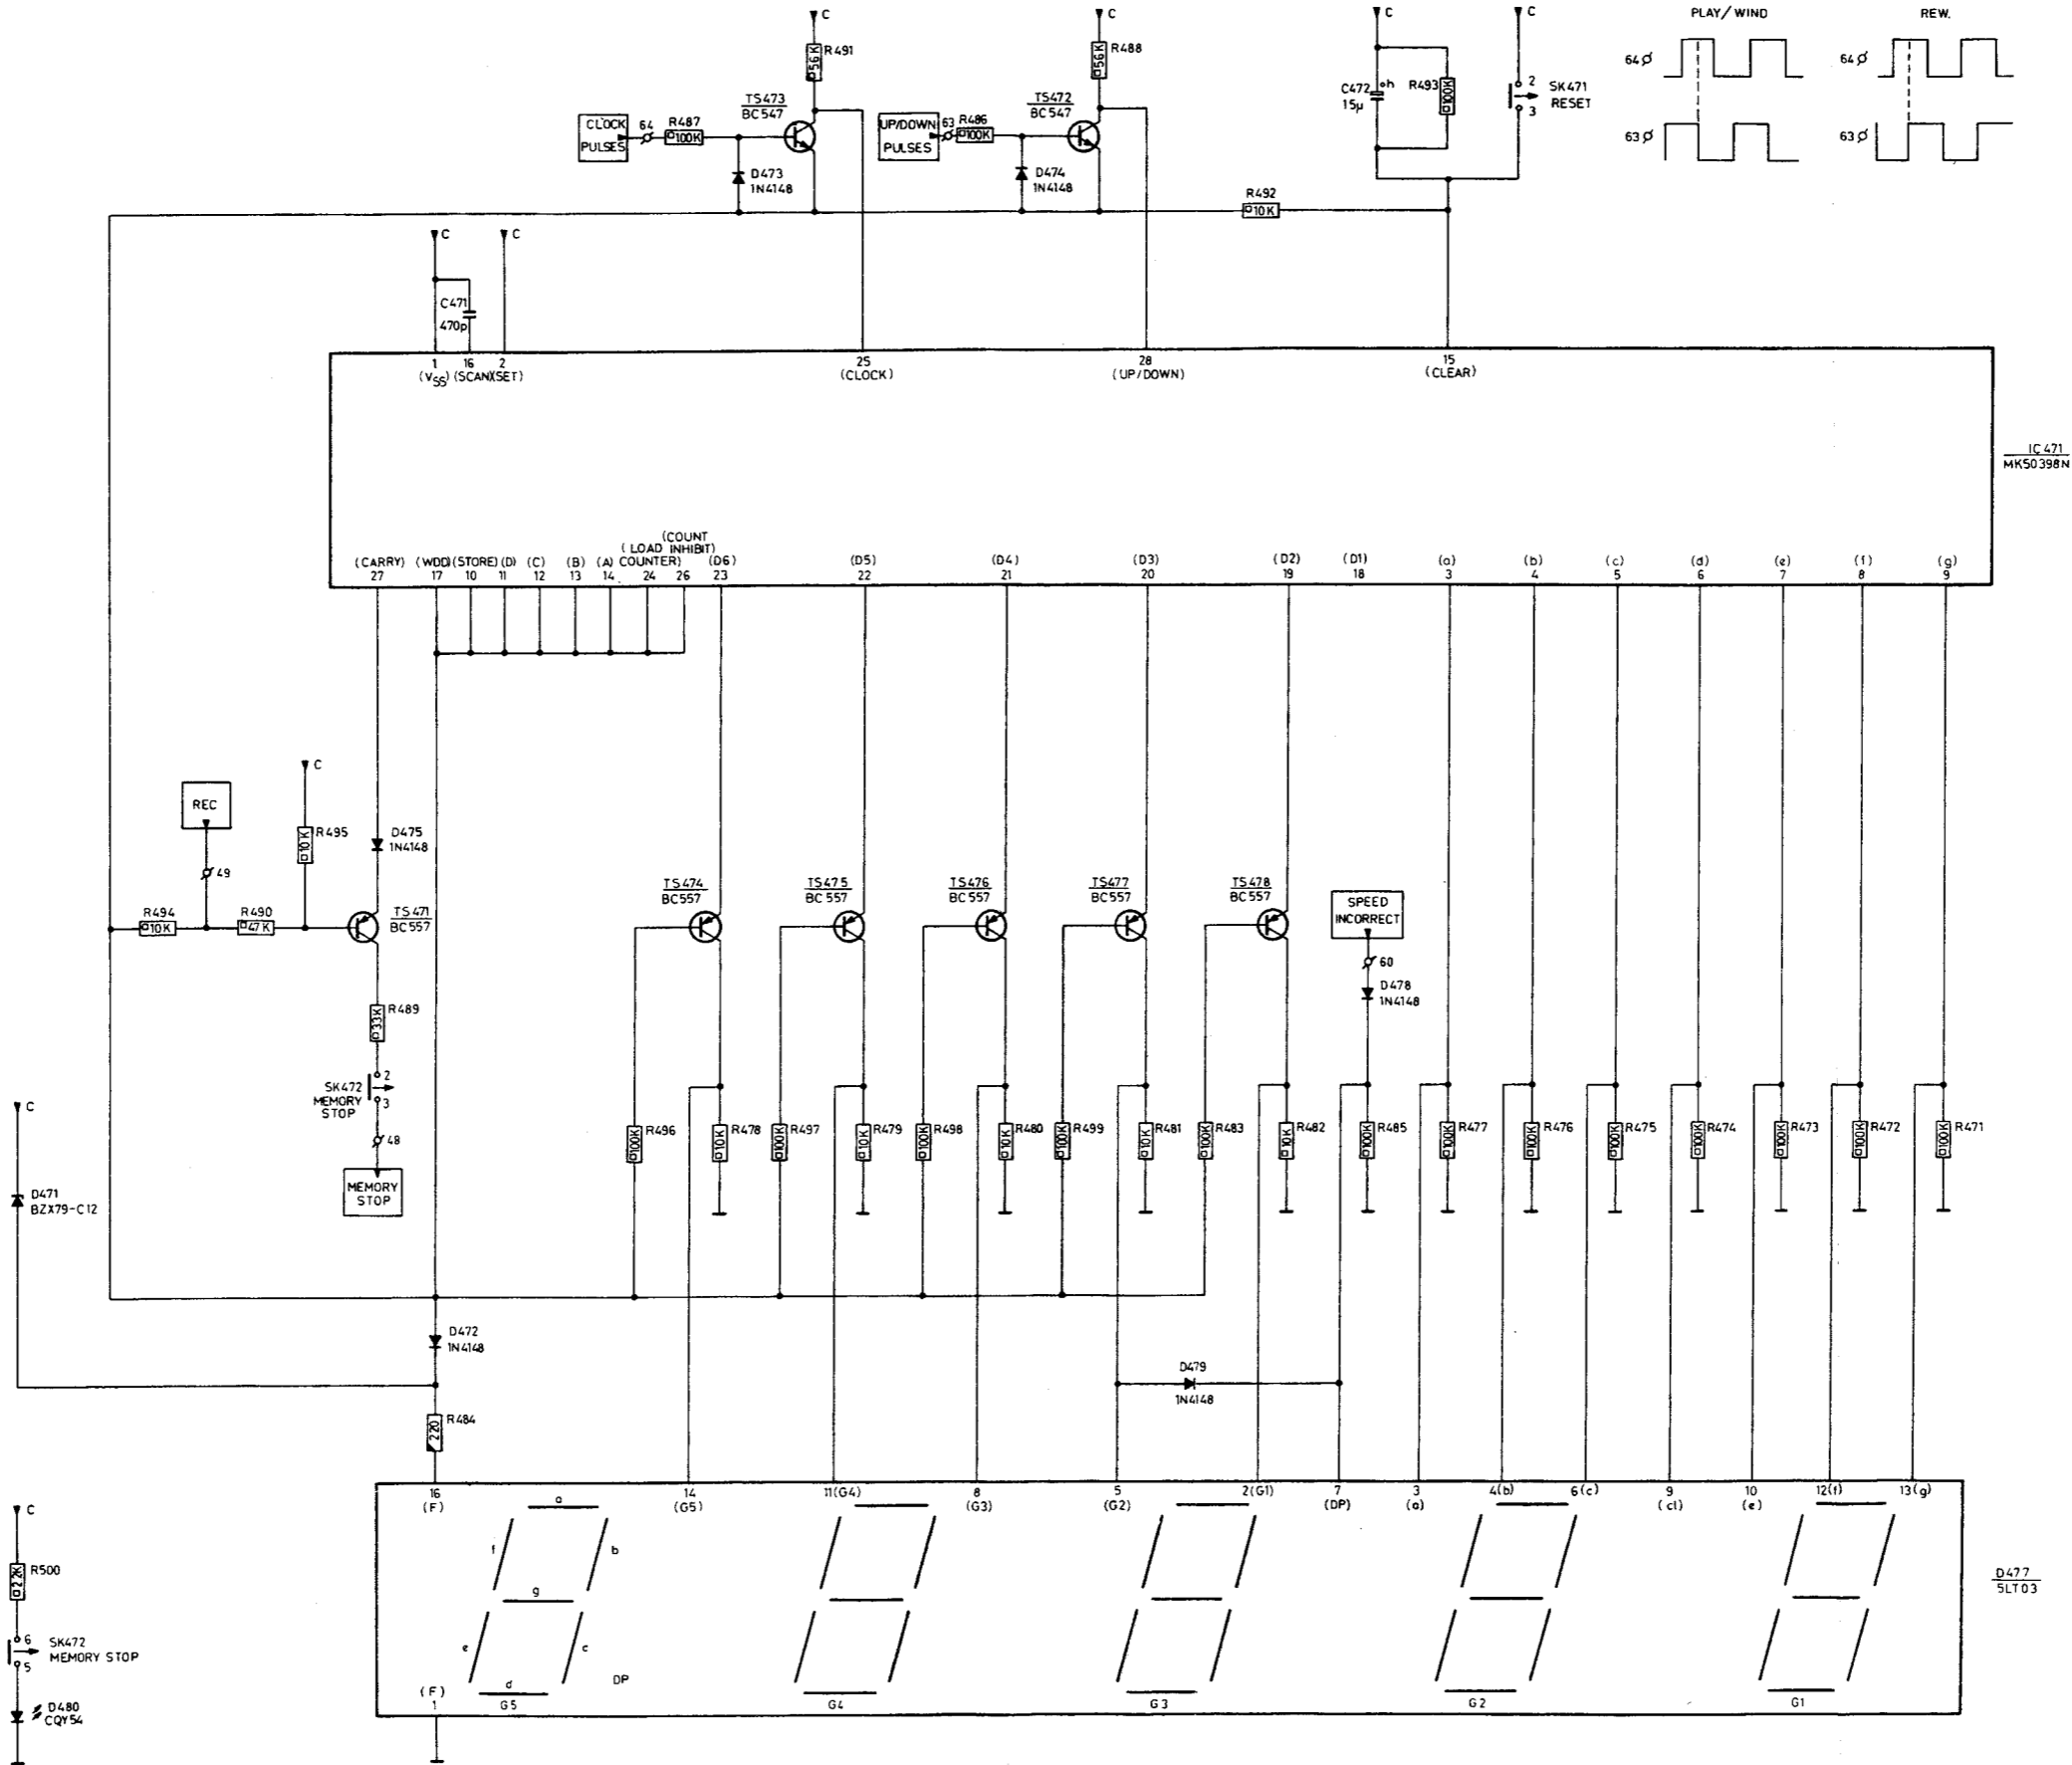 C
C
C
C
PLAY/WIND
REW.
R491
56K
R488
56K
64
64
C472
15µ
h
R493
100K
2
SK471
RESET
3
TS473
BC547
TS472
BC547
CLOCK
PULSES
64
R487
100K
UP/DOWN
PULSES
63
R486
100K
63
63
D473
1N4148
D474
1N4148
R492
10K
C
C
C471
470p
1
16
2
25
28
15
(VSS)
(SCAN)(SET)
(CLOCK)
(UP/DOWN)
(CLEAR)
IC471
MK50398N
(COUNT
(LOAD INHIBIT)
(CARRY) (WDD) (STORE) (D) (C) (B) (A) COUNTER) (D6) (D5) (D4) (D3) (D2) (D1) (a) (b) (c) (d) (e) (f) (g)
27 17 10 11 12 13 14 24 26 23 22 21 20 19 18 3 4 5 6 7 8 9
C
REC
R495
10K
D475
1N4148
49
R494
10K
R490
47K
TS471
BC557
TS474
BC557
TS475
BC557
TS476
BC557
TS477
BC557
TS478
BC557
SPEED
INCORRECT
60
D478
1N4148
R489
33K
2
SK472
MEMORY
STOP
3
48
MEMORY
STOP
C
D471
BZX79-C12
R496
100K
R478
10K
R497
100K
R479
10K
R498
100K
R480
10K
R499
100K
R481
10K
R483
100K
R482
10K
R485
100K
R477
100K
R476
100K
R475
100K
R474
100K
R473
100K
R472
100K
R471
100K
D472
1N4148
D479
1N4148
R484
220
16 14 11(G4) 8 5 2(G1) 7 3 4(b) 6(c) 9 10 12(f) 13(g)
(F) (G5) (G3) (G2) (DP) (a) (cl) (e)
a
f
b
g
e
c
d
DP
(F)
1
G5
G4
G3
G2
G1
D477
5LT03
C
R500
2.2K
6
SK472
MEMORY STOP
5
D480
CQY54